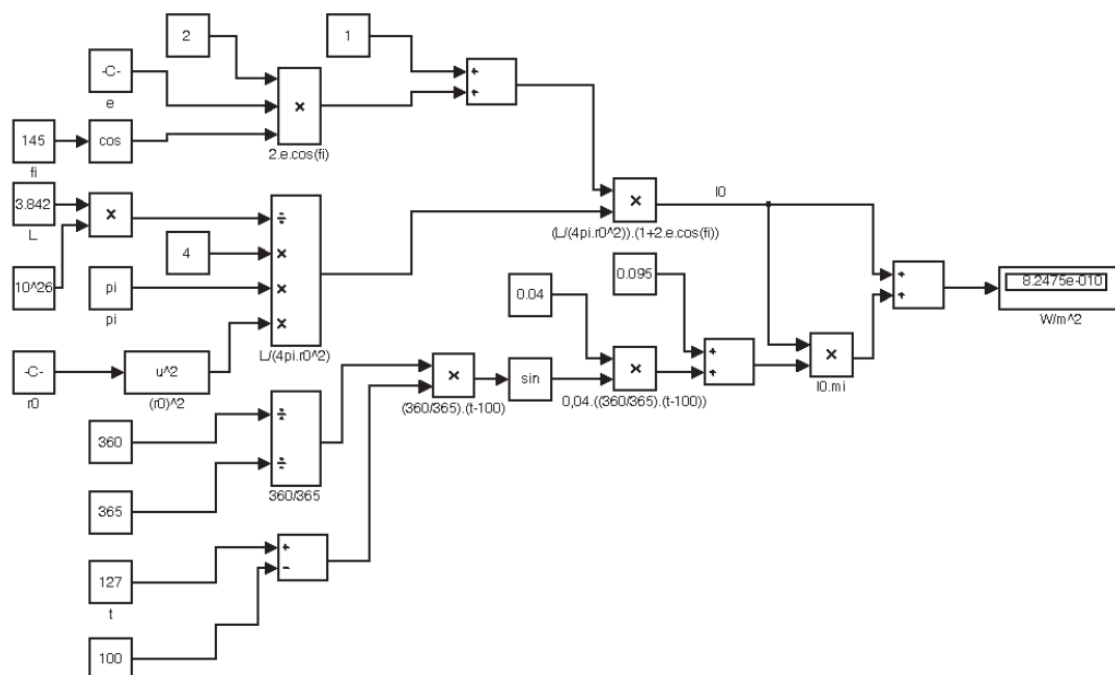 2
1
-C-
e
×
+
+
145
fi
cos
2.e.cos(fi)
3.842
L
×
÷
×
×
×
4
10^26
pi
pi
L/(4pi.r0^2)
-C-
r0
u^2
(r0)^2
×
(L/(4pi.r0^2)).(1+2.e.cos(fi))
I0
0.095
0.04
+
+
8.2475e-010
W/m^2
×
(360/365).(t-100)
sin
×
0,04.((360/365).(t-100))
+
+
×
I0.mi
360
÷
÷
365
360/365
+
-
127
t
100